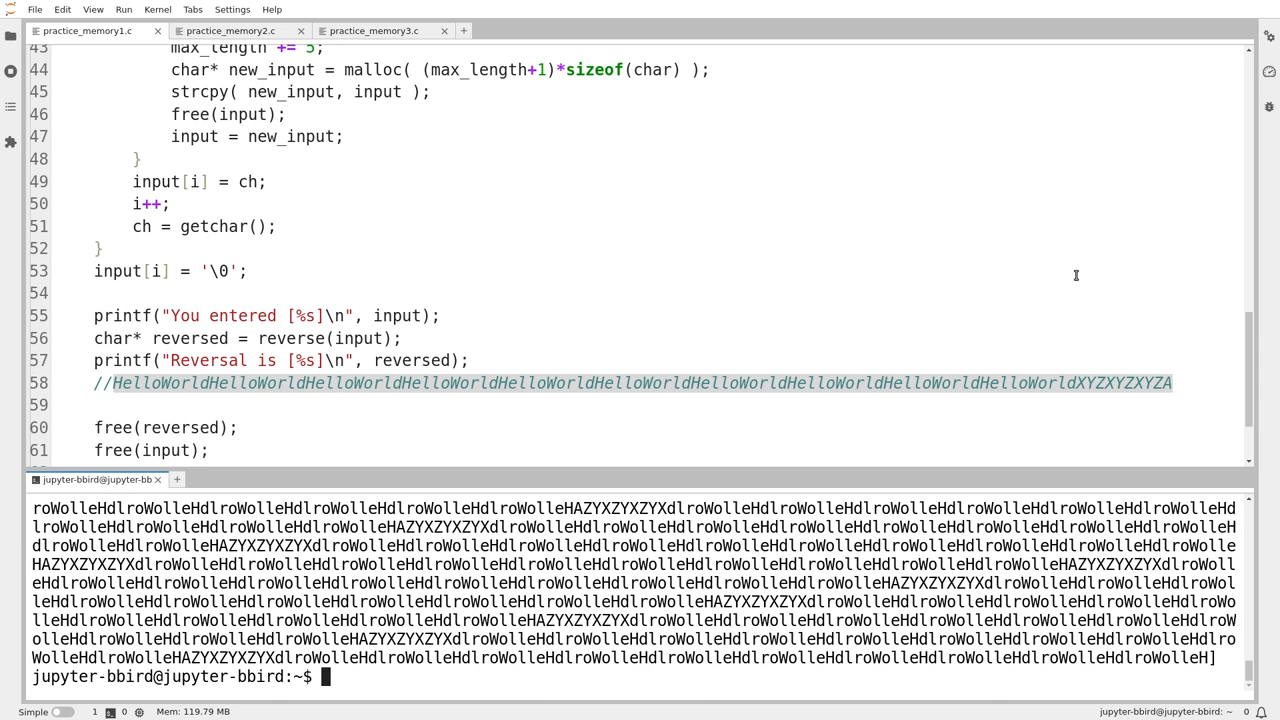 File Edit View Run Kernel Tabs Settings Help
practice_memory1.c practice_memory2.c practice_memory3.c
43 max_length += 5;
44 char* new_input = malloc( (max_length+1)*sizeof(char) );
45 strcpy( new_input, input );
46 free(input);
47 input = new_input;
48 }
49 input[i] = ch;
50 i++;
51 ch = getchar();
52 }
53 input[i] = '\0';
54
55 printf("You entered [%s]\n", input);
56 char* reversed = reverse(input);
57 printf("Reversal is [%s]\n", reversed);
58 //HelloWorldHelloWorldHelloWorldHelloWorldHelloWorldHelloWorldHelloWorldHelloWorldHelloWorldHelloWorldXYZXYZXYZA
59
60 free(reversed);
61 free(input);
jupyter-bbird@jupyter-bb
roWolleHdlroWolleHdlroWolleHdlroWolleHdlroWolleHdlroWolleHAZYXZYXZYXdlroWolleHdlroWolleHdlroWolleHdlroWolleHdlroWolleHdlroWolleHd
lroWolleHdlroWolleHdlroWolleHdlroWolleHAZYXZYXZYXdlroWolleHdlroWolleHdlroWolleHdlroWolleHdlroWolleHdlroWolleHdlroWolleHdlroWolleH
dlroWolleHdlroWolleHAZYXZYXZYXdlroWolleHdlroWolleHdlroWolleHdlroWolleHdlroWolleHdlroWolleHdlroWolleHdlroWolleHdlroWolleHdlroWolle
HAZYXZYXZYXdlroWolleHdlroWolleHdlroWolleHdlroWolleHdlroWolleHdlroWolleHdlroWolleHdlroWolleHdlroWolleHdlroWolleHAZYXZYXZYXdlroWoll
eHdlroWolleHdlroWolleHdlroWolleHdlroWolleHdlroWolleHdlroWolleHdlroWolleHdlroWolleHdlroWolleHAZYXZYXZYXdlroWolleHdlroWolleHdlroWol
leHdlroWolleHdlroWolleHdlroWolleHdlroWolleHdlroWolleHdlroWolleHdlroWolleHAZYXZYXZYXdlroWolleHdlroWolleHdlroWolleHdlroWolleHdlroWo
lleHdlroWolleHdlroWolleHdlroWolleHdlroWolleHdlroWolleHAZYXZYXZYXdlroWolleHdlroWolleHdlroWolleHdlroWolleHdlroWolleHdlroWolleHdlroW
olleHdlroWolleHdlroWolleHdlroWolleHAZYXZYXZYXdlroWolleHdlroWolleHdlroWolleHdlroWolleHdlroWolleHdlroWolleHdlroWolleHdlroWolleHdlro
WolleHdlroWolleHAZYXZYXZYXdlroWolleHdlroWolleHdlroWolleHdlroWolleHdlroWolleHdlroWolleHdlroWolleHdlroWolleHdlroWolleHdlroWolleH]
jupyter-bbird@jupyter-bbird:~$
Simple 1 0 Mem: 119.79 MB jupyter-bbird@jupyter-bbird: ~ 0